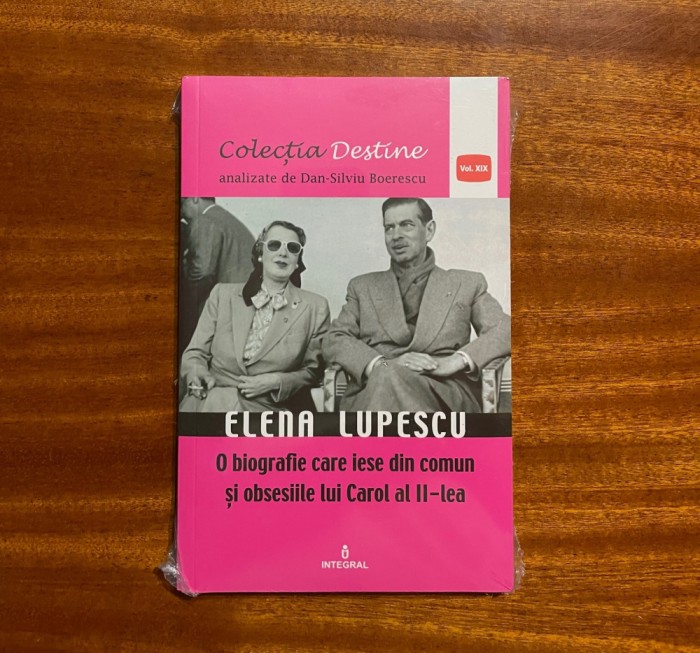 Colecția Destine
analizate de Dan-Silviu Boerescu
Vol. XIX
ELENA LUPESCU
O biografie care iese din comun
și obsesiile lui Carol al II-lea
INTEGRAL